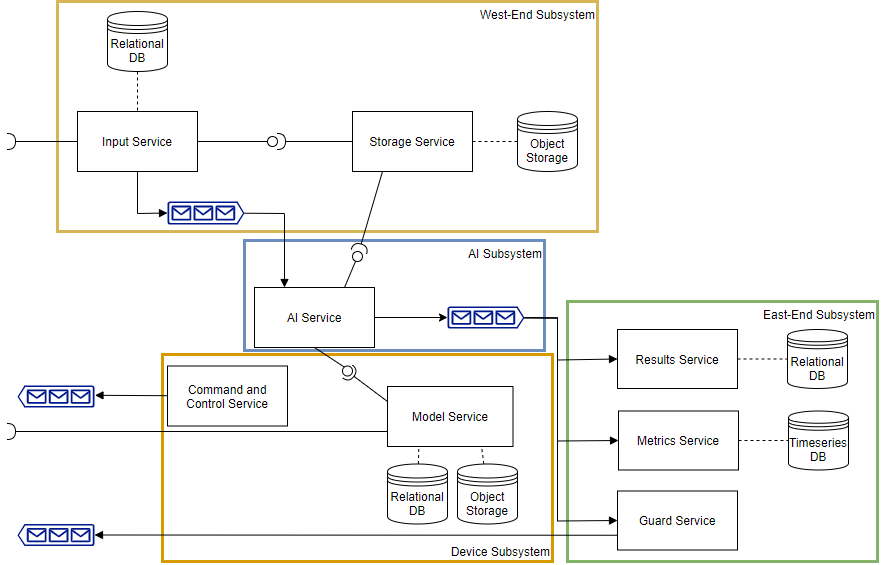 West-End Subsystem
Relational
DB
Input Service
Storage Service
Object
Storage
AI Subsystem
AI Service
East-End Subsystem
Results Service
Relational
DB
Command and
Control Service
Model Service
Metrics Service
Timeseries
DB
Relational
DB
Object
Storage
Guard Service
Device Subsystem